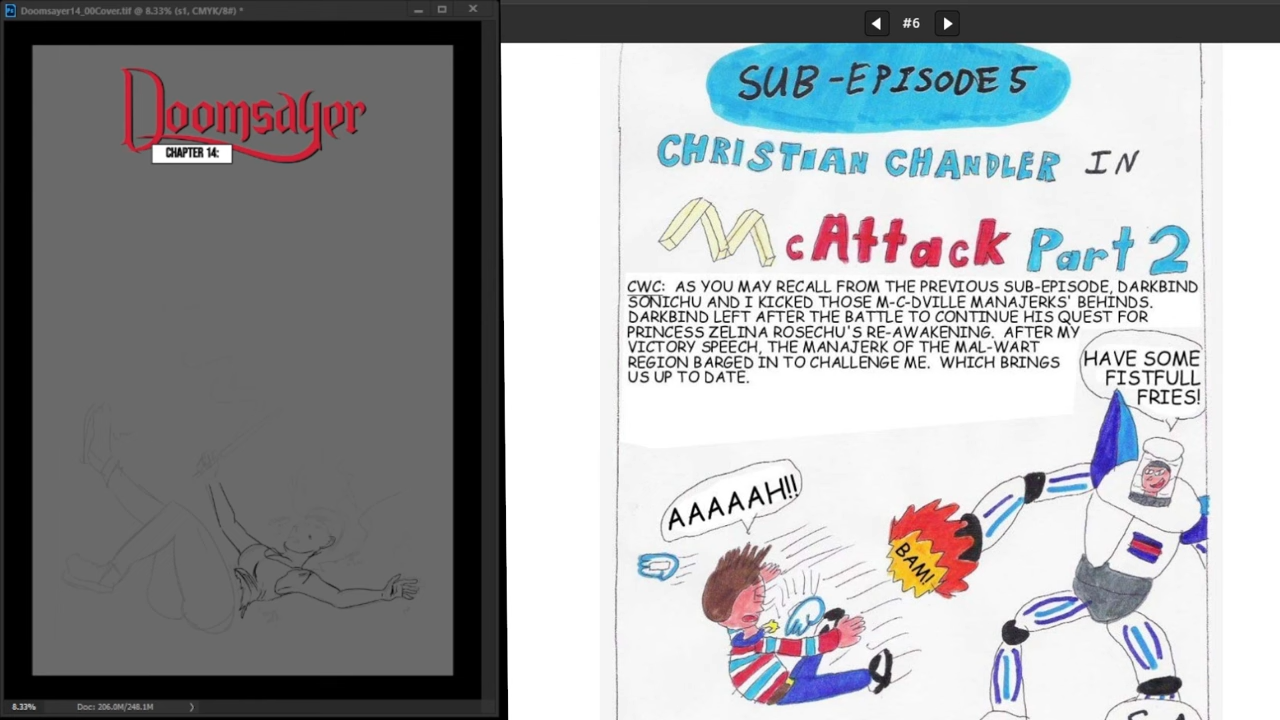 Doomsayer14_00Cover.tif @ 8.33% (s1, CMYK/8#) *
Doomsayer
CHAPTER 14:
8.33%
Doc: 206.0M/248.1M
#6
SUB-EPISODE 5
CHRISTIAN CHANDLER IN
McAttack Part 2
CWC: AS YOU MAY RECALL FROM THE PREVIOUS SUB-EPISODE, DARKBIND
SONICHU AND I KICKED THOSE M-C-DVILLE MANAJERKS' BEHINDS.
DARKBIND LEFT AFTER THE BATTLE TO CONTINUE HIS QUEST FOR
PRINCESS ZELINA ROSECHU'S RE-AWAKENING. AFTER MY
VICTORY SPEECH, THE MANAJERK OF THE MAL-WART
REGION BARGED IN TO CHALLENGE ME. WHICH BRINGS
US UP TO DATE.
HAVE SOME
FISTFULL
FRIES!
AAAAAH!!
BAM!